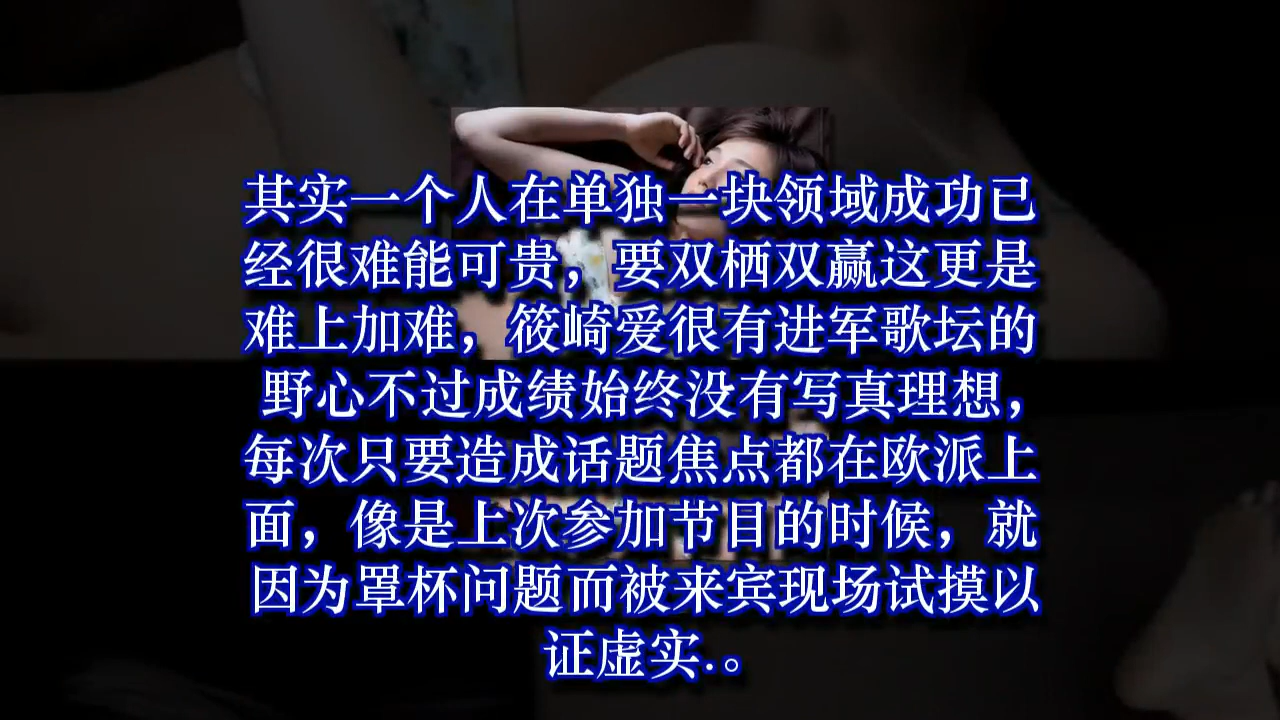 其实一个人在单独一块领域成功已
经很难能可贵，要双栖双赢这更是
难上加难，筱崎爱很有进军歌坛的
野心不过成绩始终没有写真理想，
每次只要造成话题焦点都在欧派上
面，像是上次参加节目的时候，就
因为罩杯问题而被来宾现场试摸以
证虚实.。